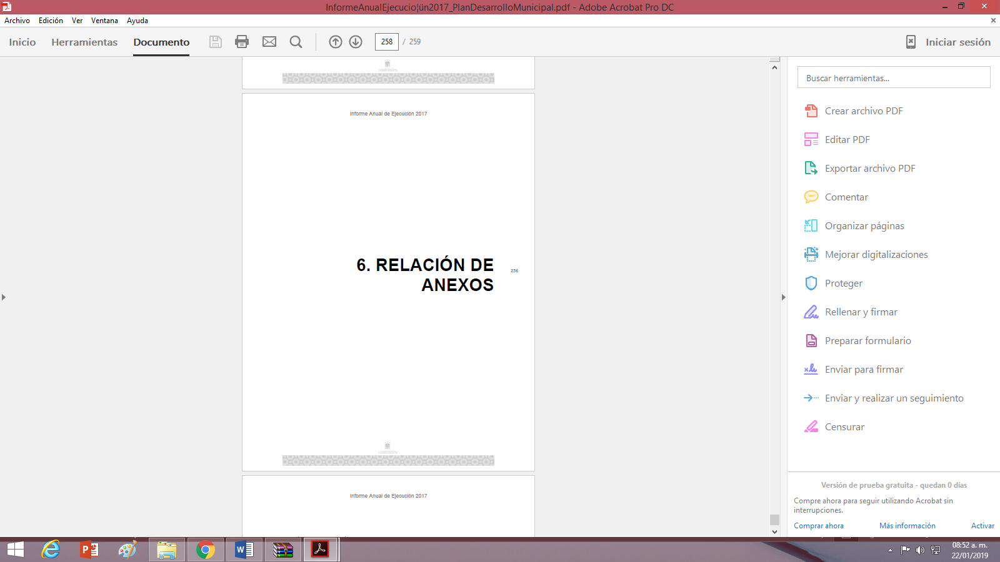 InformeAnualEjecucio¦ün2017_PlanDesarrolloMunicipal.pdf - Adobe Acrobat Pro DC
Archivo Edición Ver Ventana Ayuda
Inicio Herramientas Documento 258 / 259 Iniciar sesión
Informe Anual de Ejecución 2017
6. RELACIÓN DE
ANEXOS
256
Informe Anual de Ejecución 2017
Buscar herramientas...
Crear archivo PDF
Editar PDF
Exportar archivo PDF
Comentar
Organizar páginas
Mejorar digitalizaciones
Proteger
Rellenar y firmar
Preparar formulario
Enviar para firmar
Enviar y realizar un seguimiento
Censurar
Versión de prueba gratuita - quedan 0 días
Compre ahora para seguir utilizando Acrobat sin
interrupciones.
Comprar ahora Más información Activar
08:52 a. m.
22/01/2019